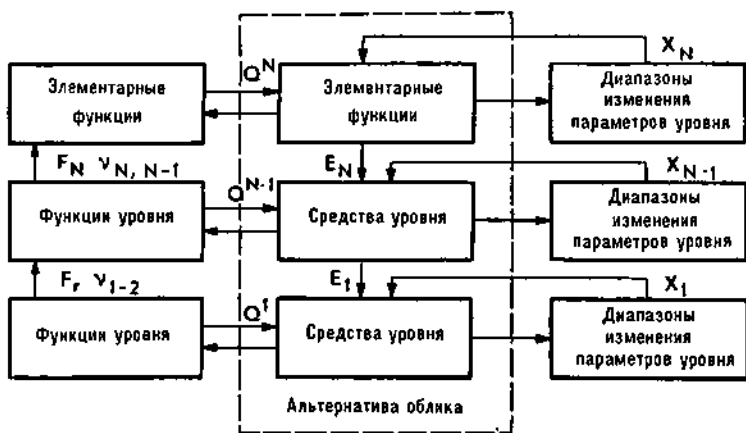 X_N
Q^N
Элементарные
функции
Элементарные
функции
Диапазоны
изменения
параметров уровня
F_N ν_N, N-1
E_N
X_N-1
Q^N-1
Функции уровня
Средства уровня
Диапазоны
изменения
параметров уровня
F_r ν_1-2
E_1
X_1
Q^1
Функции уровня
Средства уровня
Диапазоны
изменения
параметров уровня
Альтернатива облика